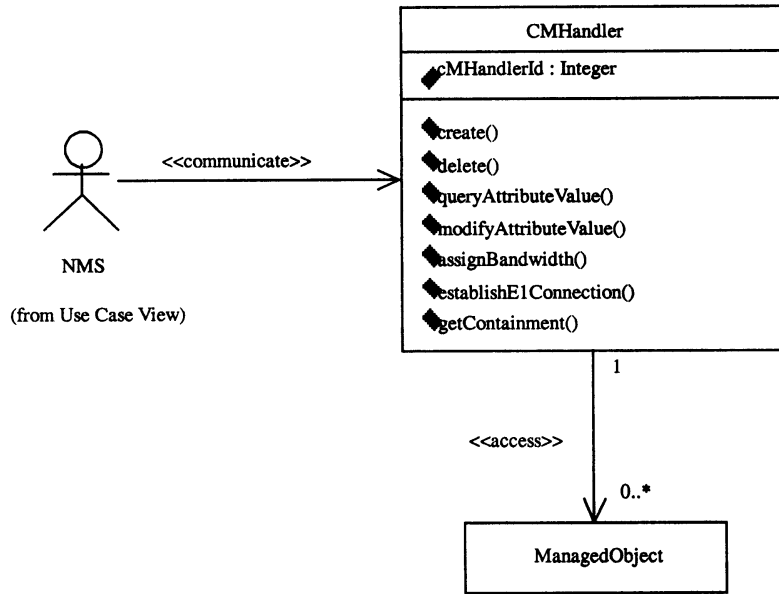 CMHandler
cMHandlerId : Integer
create()
delete()
queryAttributeValue()
modifyAttributeValue()
assignBandwidth()
establishE1Connection()
getContainment()
<<communicate>>
NMS
(from Use Case View)
1
<<access>>
0..*
ManagedObject